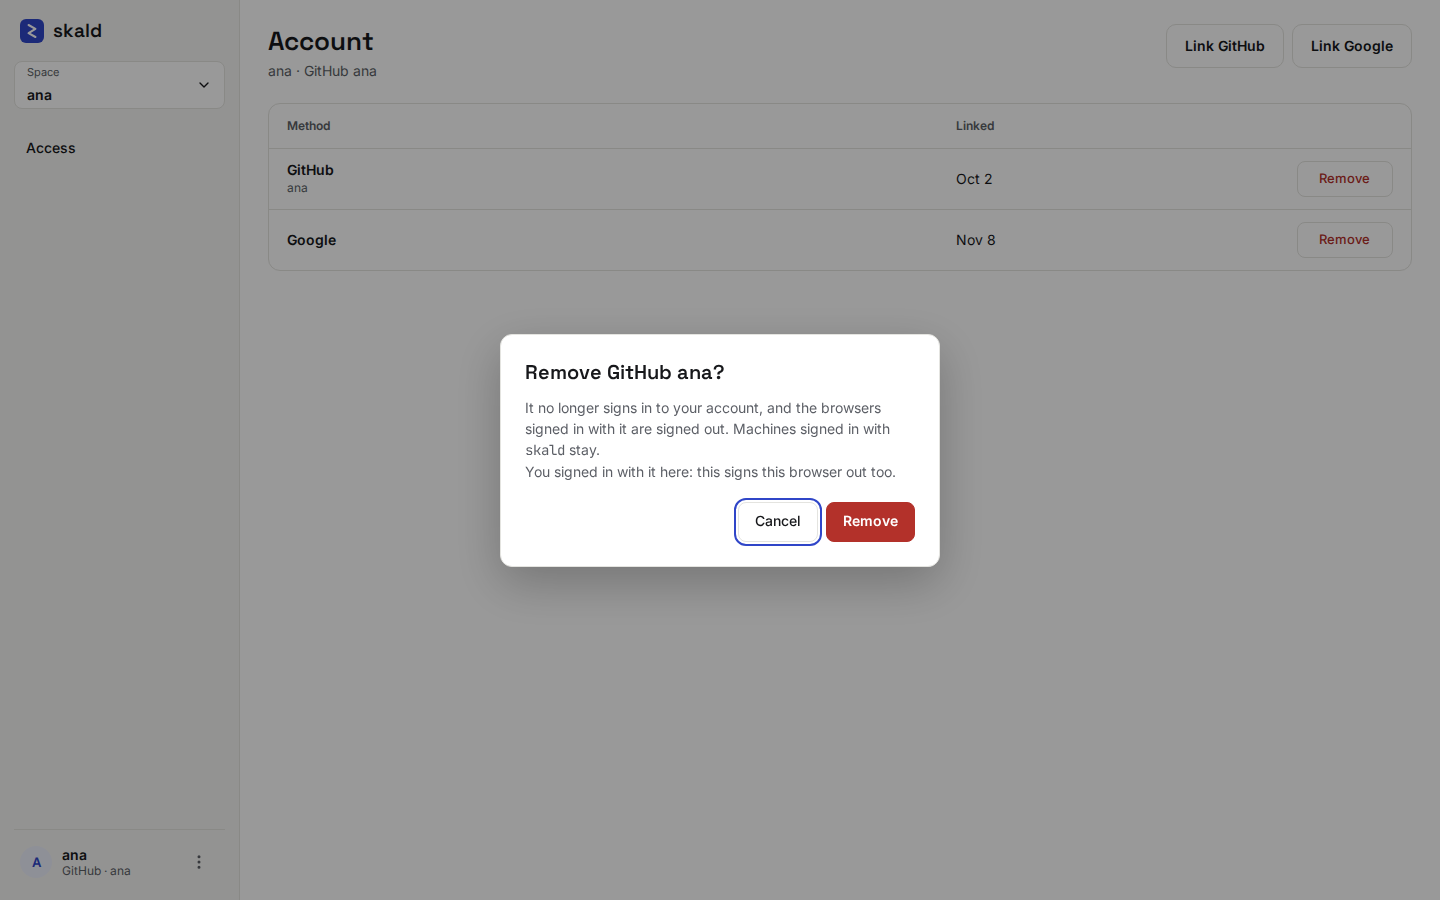 skald
Space
ana
Access
Account
ana · GitHub ana
Link GitHub
Link Google
Method
Linked
GitHub
ana
Oct 2
Remove
Google
Nov 8
Remove
Remove GitHub ana?
It no longer signs in to your account, and the browsers
signed in with it are signed out. Machines signed in with
skald stay.
You signed in with it here: this signs this browser out too.
Cancel
Remove
A
ana
GitHub · ana